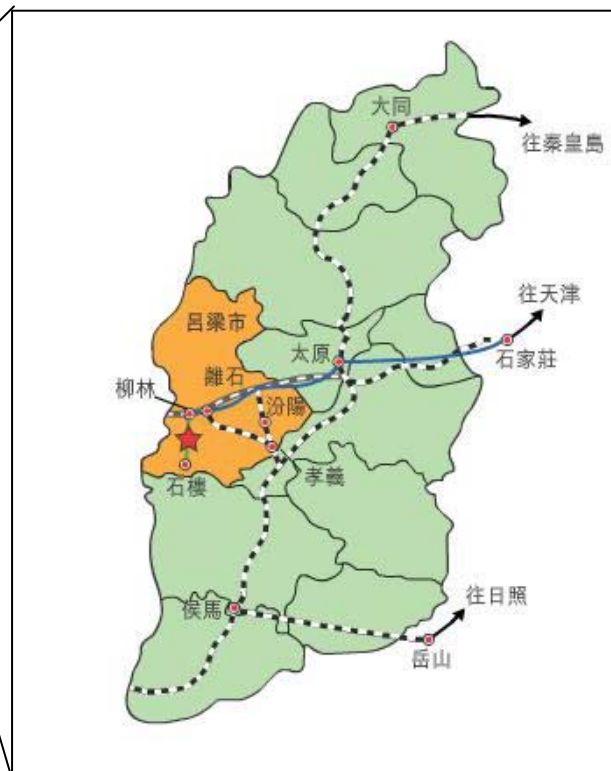 大同
往秦皇島
往天津
呂梁市
太原
石家莊
離石
柳林
汾陽
孝義
石樓
往日照
侯馬
岳山